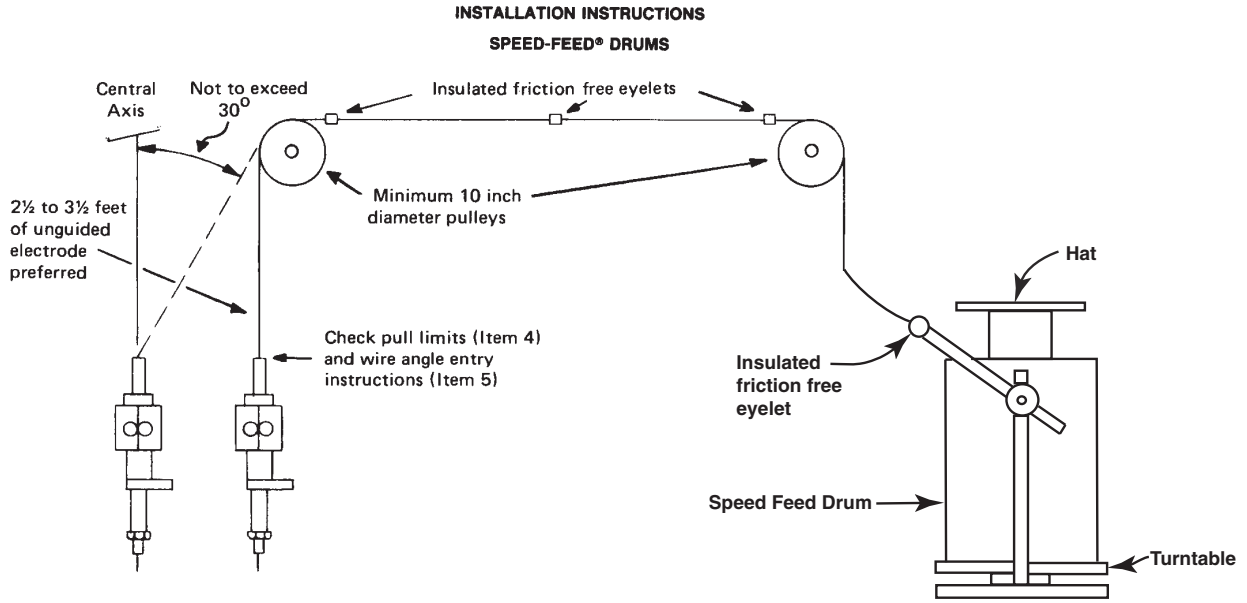 INSTALLATION INSTRUCTIONS
SPEED-FEED® DRUMS
Central
Axis
Not to exceed
30°
Insulated friction free eyelets
Minimum 10 inch
diameter pulleys
2½ to 3½ feet
of unguided
electrode
preferred
Hat
Check pull limits (Item 4)
and wire angle entry
instructions (Item 5)
Insulated
friction free
eyelet
Speed Feed Drum
Turntable